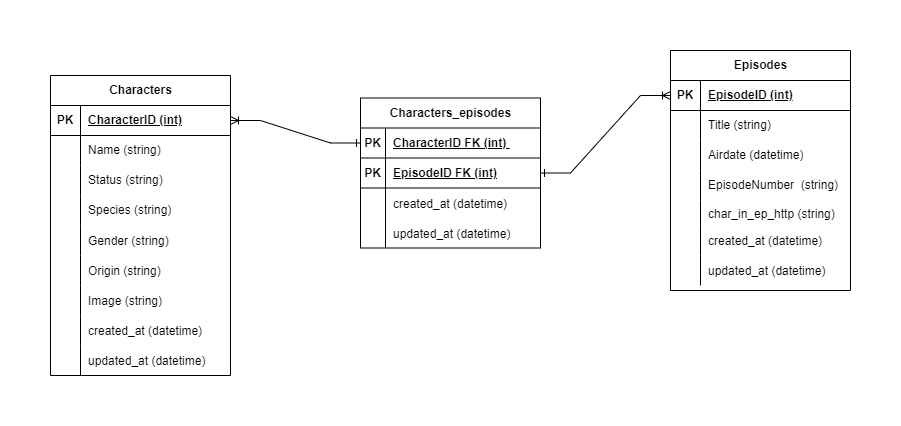 Characters
PK CharacterID (int)
Name (string)
Status (string)
Species (string)
Gender (string)
Origin (string)
Image (string)
created_at (datetime)
updated_at (datetime)
Characters_episodes
PK CharacterID FK (int)
PK EpisodeID FK (int)
created_at (datetime)
updated_at (datetime)
Episodes
PK EpisodeID (int)
Title (string)
Airdate (datetime)
EpisodeNumber (string)
char_in_ep_http (string)
created_at (datetime)
updated_at (datetime)